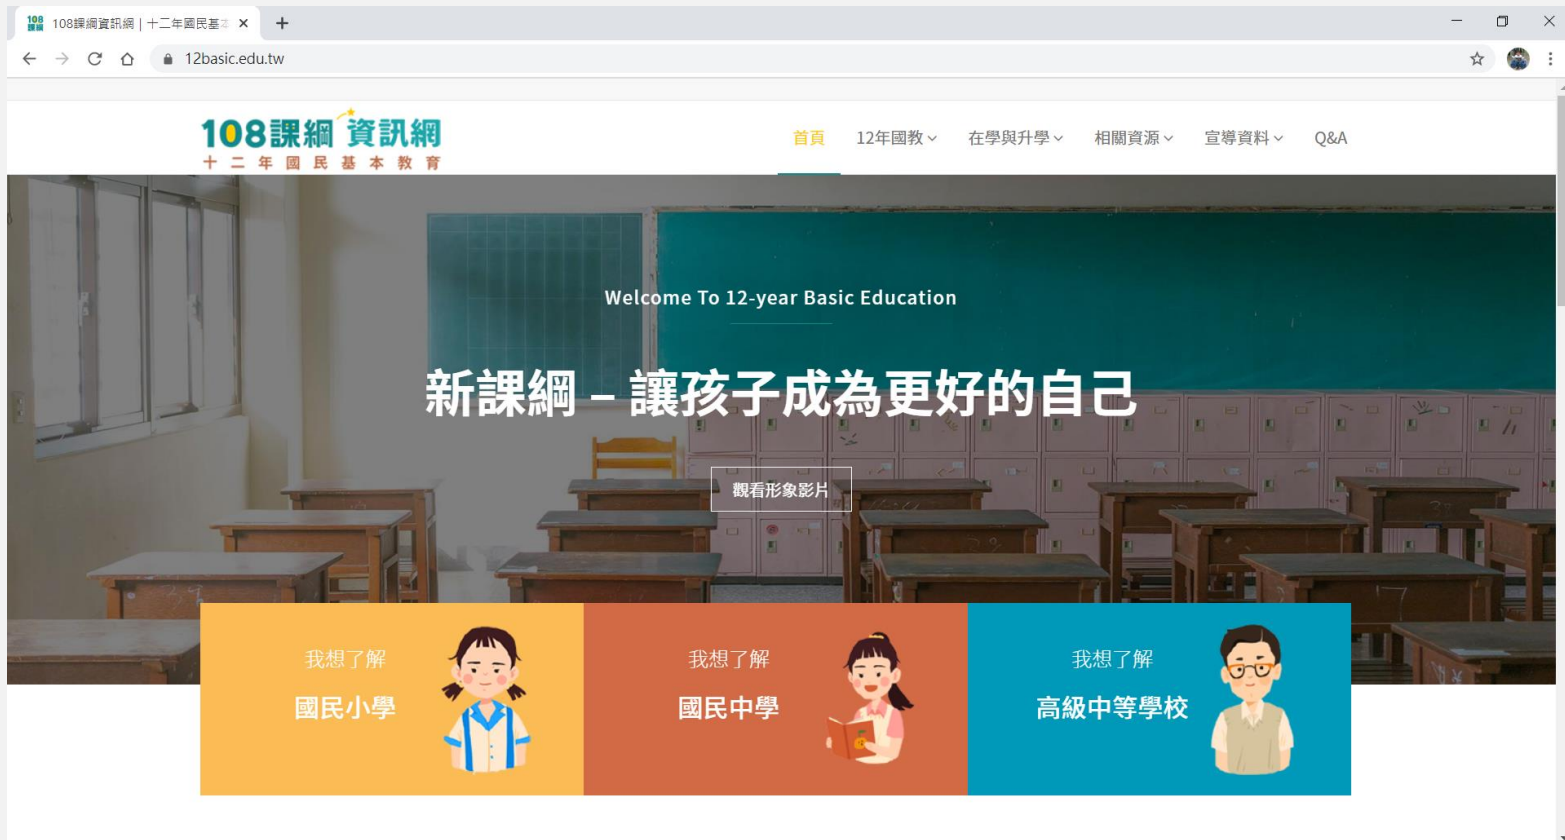 108課綱資訊網 | 十二年國民基本
12basic.edu.tw
108課綱 資訊網
十二年國民基本教育
首頁
12年國教
在學與升學
相關資源
宣導資料
Q&A
Welcome To 12-year Basic Education
新課綱 – 讓孩子成為更好的自己
觀看形象影片
我想了解
國民小學
我想了解
國民中學
我想了解
高級中等學校